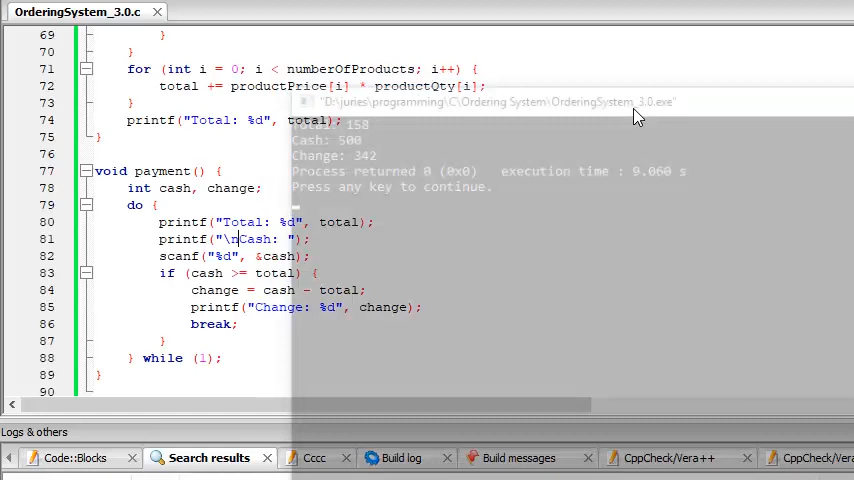 OrderingSystem_3.0.c
69 }
70 }
71 for (int i = 0; i < numberOfProducts; i++) {
72 total += productPrice[i] * productQty[i];
73 }
74 printf("Total: %d", total);
75 }
76
77 void payment() {
78 int cash, change;
79 do {
80 printf("Total: %d", total);
81 printf("\nCash: ");
82 scanf("%d", &cash);
83 if (cash >= total) {
84 change = cash - total;
85 printf("Change: %d", change);
86 break;
87 }
88 } while (1);
89 }
90
"D:\juries\programming\C\Ordering System\OrderingSystem_3.0.exe"
Total: 158
Cash: 500
Change: 342
Process returned 0 (0x0) execution time : 9.060 s
Press any key to continue.
Logs & others
Code::Blocks
Search results
Cccc
Build log
Build messages
CppCheck/Vera++
CppCheck/Vera++